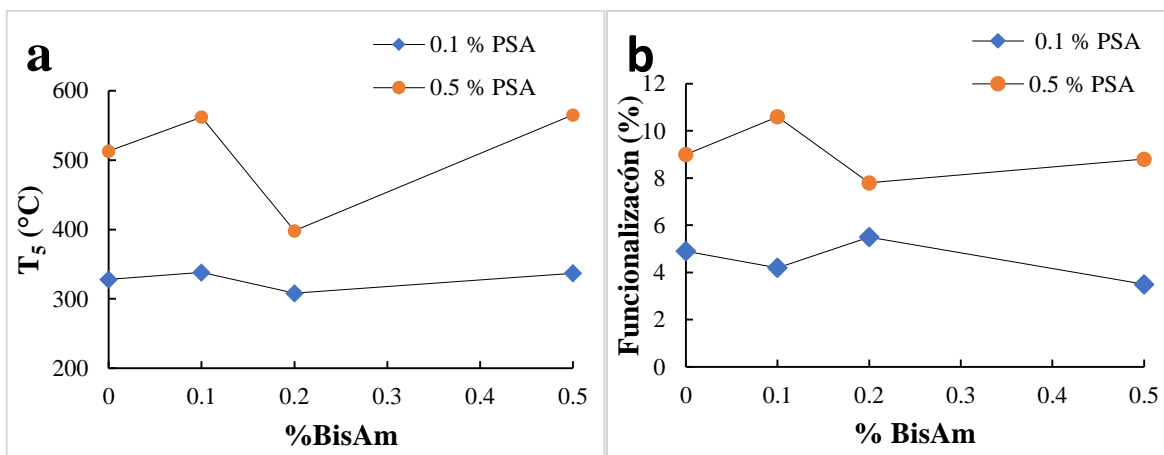 a
0.1 % PSA
0.5 % PSA
600
500
400
300
200
T5 (°C)
0 0.1 0.2 0.3 0.4 0.5
%BisAm
b
0.1 % PSA
0.5 % PSA
12
10
8
6
4
2
0
Funcionalizacón (%)
0 0.1 0.2 0.3 0.4 0.5
% BisAm